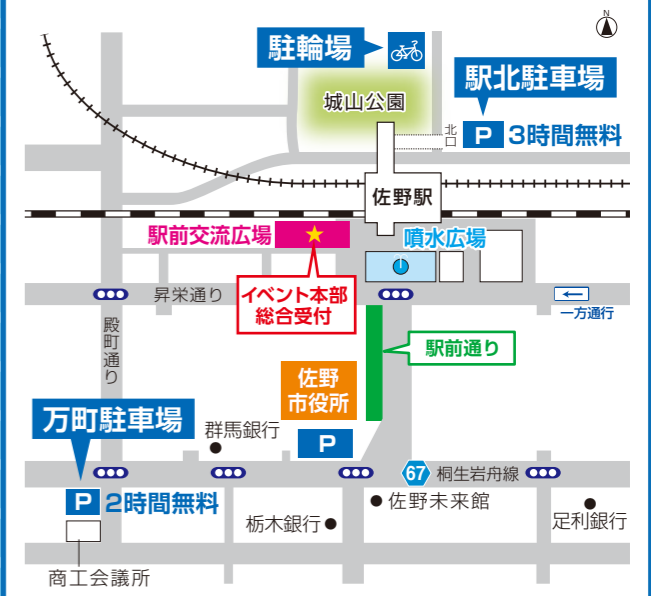 N
駐輪場
駅北駐車場
城山公園
北口
P 3時間無料
佐野駅
駅前交流広場
噴水広場
昇栄通り
イベント本部
総合受付
一方通行
殿町通り
駅前通り
佐野
市役所
万町駐車場
群馬銀行
P
67 桐生岩舟線
P 2時間無料
佐野未来館
栃木銀行
足利銀行
商工会議所